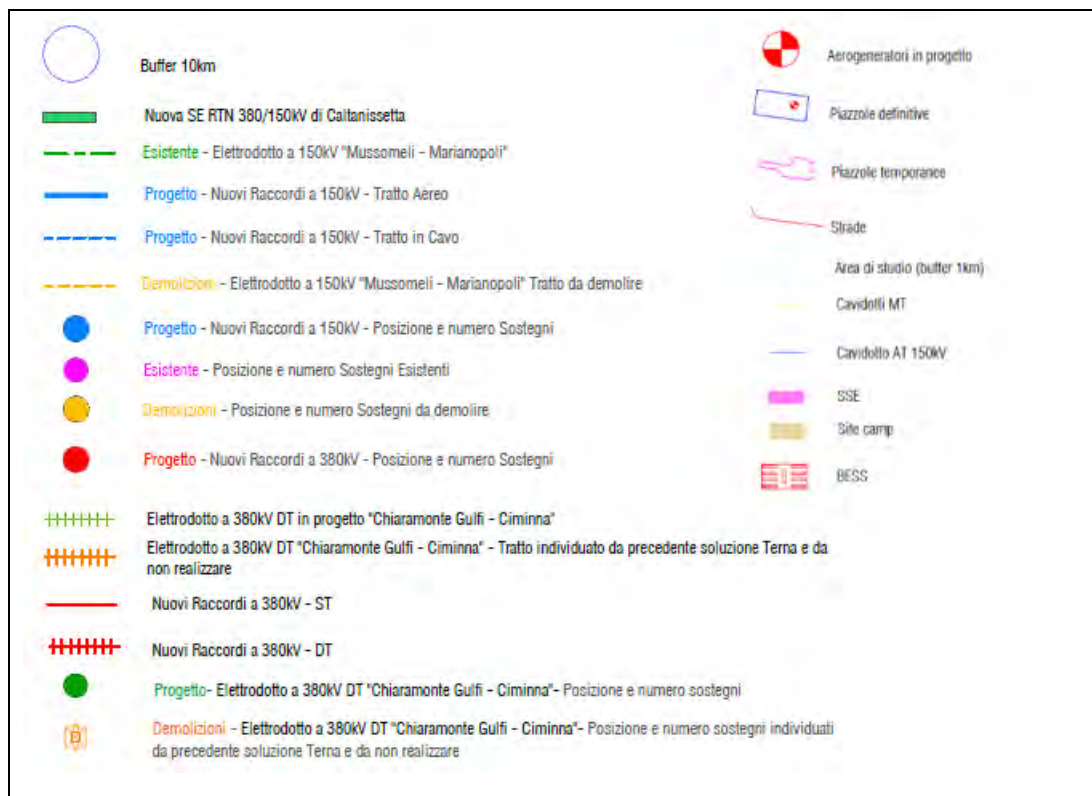 Buffer 10km
Nuova SE RTN 380/150kV di Caltanissetta
Esistente - Elettrodotto a 150kV "Mussomeli - Marianopoli"
Progetto - Nuovi Raccordi a 150kV - Tratto Aereo
Progetto - Nuovi Raccordi a 150kV - Tratto in Cavo
Demolizioni - Elettrodotto a 150kV "Mussomeli - Marianopoli" Tratto da demolire
Progetto - Nuovi Raccordi a 150kV - Posizione e numero Sostegni
Esistente - Posizione e numero Sostegni Esistenti
Demolizioni - Posizione e numero Sostegni da demolire
Progetto - Nuovi Raccordi a 380kV - Posizione e numero Sostegni
Elettrodotto a 380kV DT in progetto "Chiaramonte Gulfi - Ciminna"
Elettrodotto a 380kV DT "Chiaramonte Gulfi - Ciminna" - Tratto individuato da precedente soluzione Terna e da
non realizzare
Nuovi Raccordi a 380kV - ST
Nuovi Raccordi a 380kV - DT
Progetto- Elettrodotto a 380kV DT "Chiaramonte Gulfi - Ciminna"- Posizione e numero sostegni
Demolizioni - Elettrodotto a 380kV DT "Chiaramonte Gulfi - Ciminna"- Posizione e numero sostegni individuati
da precedente soluzione Terna e da non realizzare
Aerogeneratori in progetto
Piazzole definitive
Piazzole temporanee
Strade
Area di studio (buffer 1km)
Cavidotti MT
Cavidotto AT 150kV
SSE
Site camp
BESS